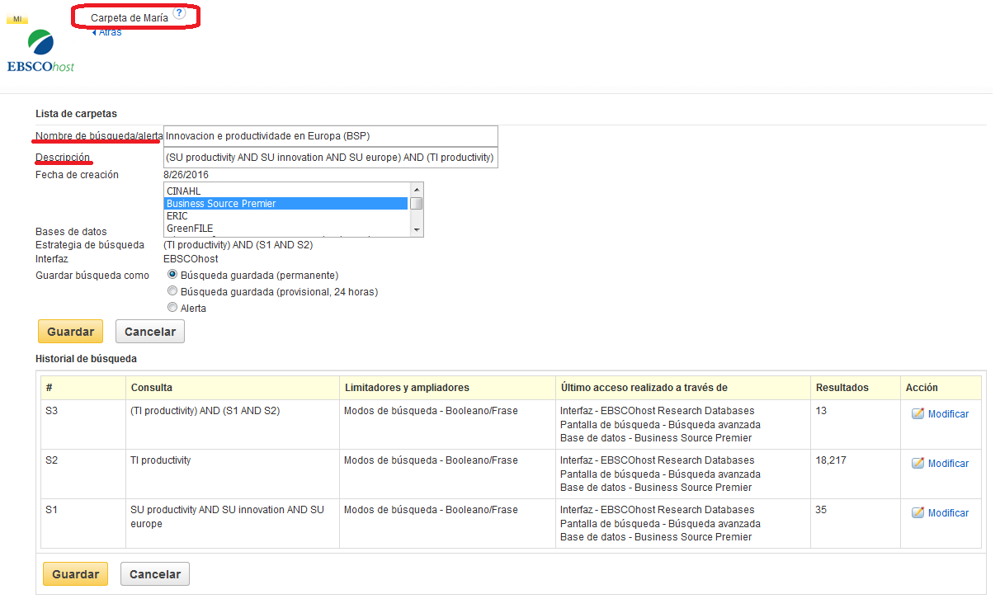 MI
Carpeta de María ?
Atrás
EBSCOhost
Lista de carpetas
Nombre de búsqueda/alerta Innovacion e productividade en Europa (BSP)
Descripción (SU productivity AND SU innovation AND SU europe) AND (TI productivity)
Fecha de creación 8/26/2016
CINAHL
Business Source Premier
ERIC
GreenFILE
Bases de datos
Estrategia de búsqueda (TI productivity) AND (S1 AND S2)
Interfaz EBSCOhost
Guardar búsqueda como Búsqueda guardada (permanente)
Búsqueda guardada (provisional, 24 horas)
Alerta
Guardar Cancelar
Historial de búsqueda
# Consulta Limitadores y ampliadores Último acceso realizado a través de Resultados Acción
S3 (TI productivity) AND (S1 AND S2) Modos de búsqueda - Booleano/Frase Interfaz - EBSCOhost Research Databases 13 Modificar
Pantalla de búsqueda - Búsqueda avanzada
Base de datos - Business Source Premier
S2 TI productivity Modos de búsqueda - Booleano/Frase Interfaz - EBSCOhost Research Databases 18,217 Modificar
Pantalla de búsqueda - Búsqueda avanzada
Base de datos - Business Source Premier
S1 SU productivity AND SU innovation AND SU Modos de búsqueda - Booleano/Frase Interfaz - EBSCOhost Research Databases 35 Modificar
europe Pantalla de búsqueda - Búsqueda avanzada
Base de datos - Business Source Premier
Guardar Cancelar